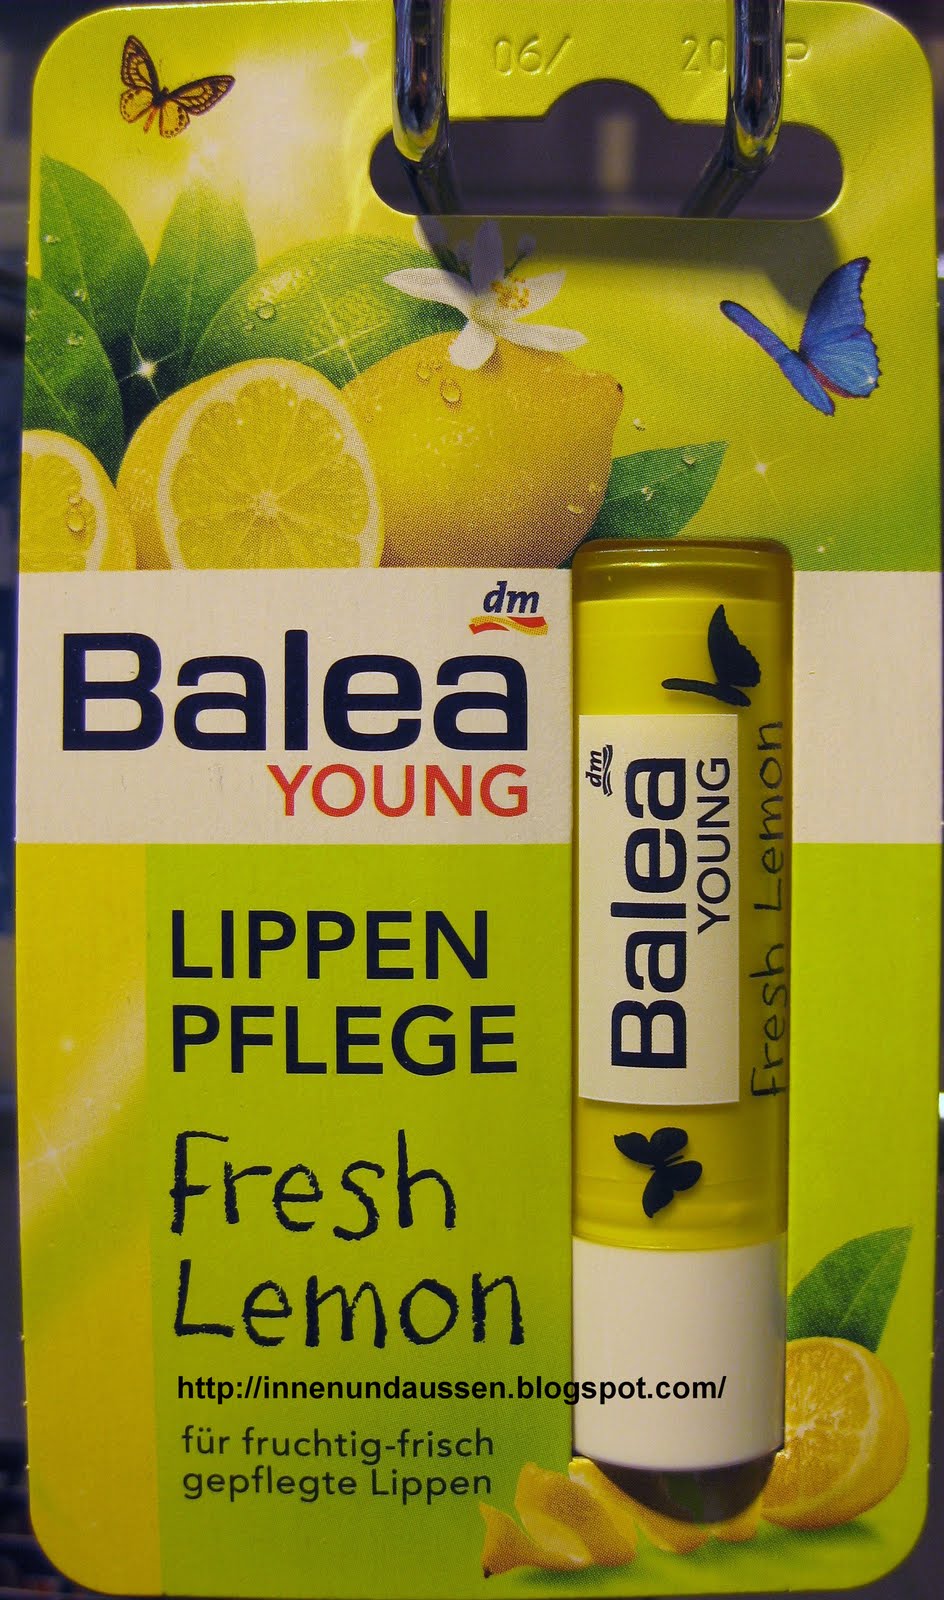 06/ 20 P
dm
Balea
YOUNG
LIPPEN
PFLEGE
Fresh
Lemon
http://innenundaussen.blogspot.com/
für fruchtig-frisch
gepflegte Lippen
dm
Balea
YOUNG
Fresh Lemon